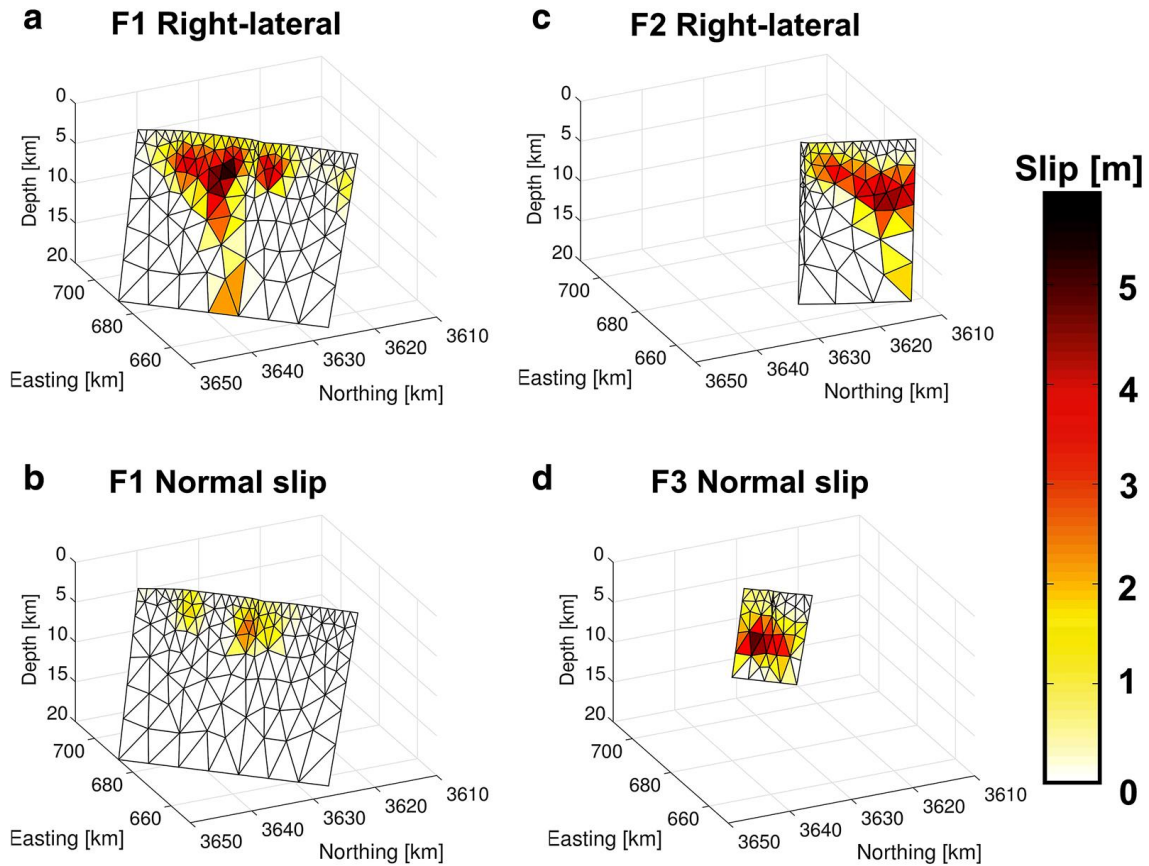 a
F1 Right-lateral
0
5
10
15
20
Depth [km]
700
680
660
Easting [km]
3650
3640
3630
3620
3610
Northing [km]
c
F2 Right-lateral
0
5
10
15
20
Depth [km]
700
680
660
Easting [km]
3650
3640
3630
3620
3610
Northing [km]
b
F1 Normal slip
0
5
10
15
20
Depth [km]
700
680
660
Easting [km]
3650
3640
3630
3620
3610
Northing [km]
d
F3 Normal slip
0
5
10
15
20
Depth [km]
700
680
660
Easting [km]
3650
3640
3630
3620
3610
Northing [km]
Slip [m]
5
4
3
2
1
0